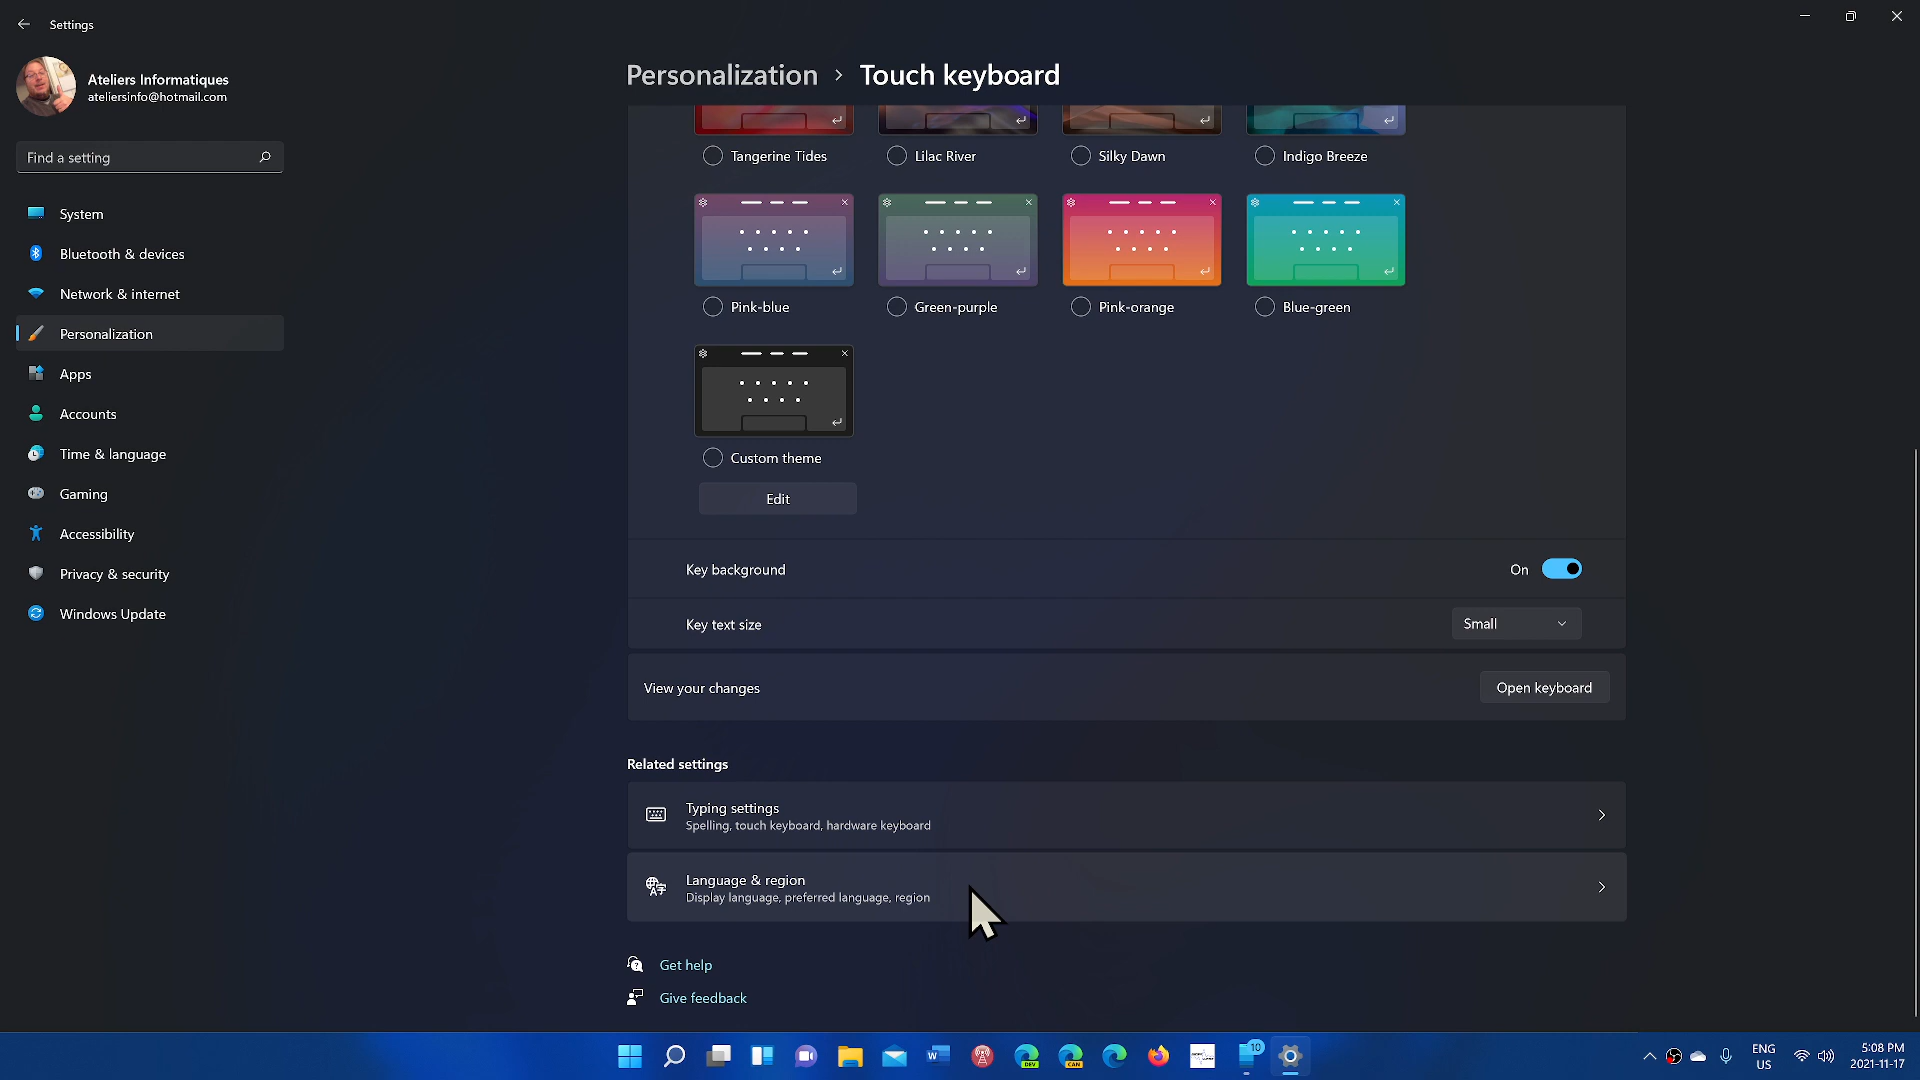 Settings
Ateliers Informatiques
ateliersinfo@hotmail.com
Find a setting
System
Bluetooth & devices
Network & internet
Personalization
Apps
Accounts
Time & language
Gaming
Accessibility
Privacy & security
Windows Update
Personalization > Touch keyboard
Tangerine Tides
Lilac River
Silky Dawn
Indigo Breeze
Pink-blue
Green-purple
Pink-orange
Blue-green
Custom theme
Edit
Key background
On
Key text size
Small
View your changes
Open keyboard
Related settings
Typing settings
Spelling, touch keyboard, hardware keyboard
Language & region
Display language, preferred language, region
Get help
Give feedback
DEV
CAN
10
ENG
US
5:08 PM
2021-11-17